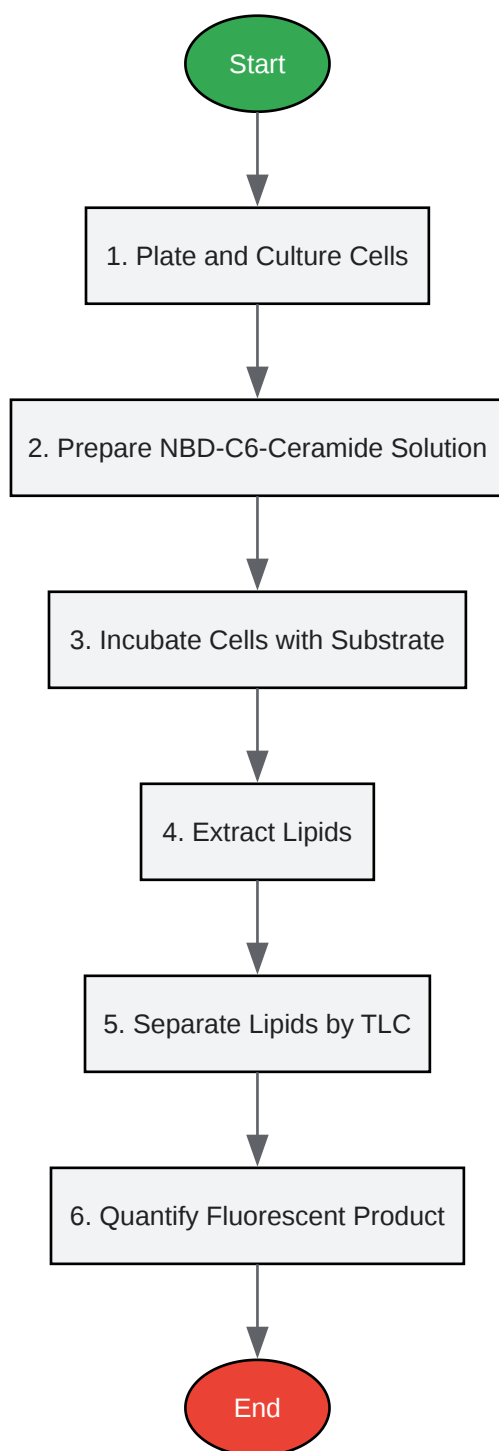 Start
1. Plate and Culture Cells
2. Prepare NBD-C6-Ceramide Solution
3. Incubate Cells with Substrate
4. Extract Lipids
5. Separate Lipids by TLC
6. Quantify Fluorescent Product
End